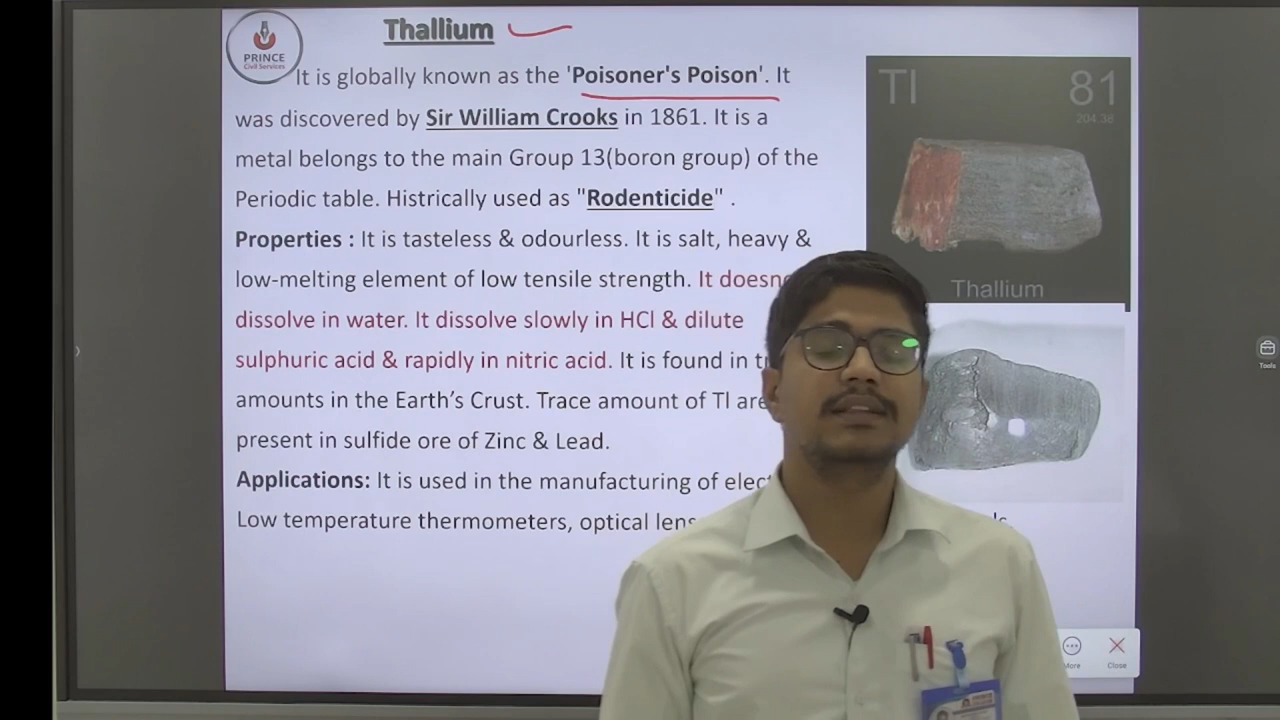 Thallium
PRINCE
Civil Services
It is globally known as the 'Poisoner's Poison'. It
was discovered by Sir William Crooks in 1861. It is a
metal belongs to the main Group 13(boron group) of the
Periodic table. Histrically used as "Rodenticide" .
Properties : It is tasteless & odourless. It is salt, heavy &
low-melting element of low tensile strength. It
dissolve in water. It dissolve slowly in HCl & dilute
sulphuric acid & rapidly in nitric acid. It is found in
amounts in the Earth's Crust. Trace amount of Tl are
present in sulfide ore of Zinc & Lead.
Applications: It is used in the manufacturing of
Low temperature thermometers, optical
Tl
81
204.38
Thallium
Tools
More
Close